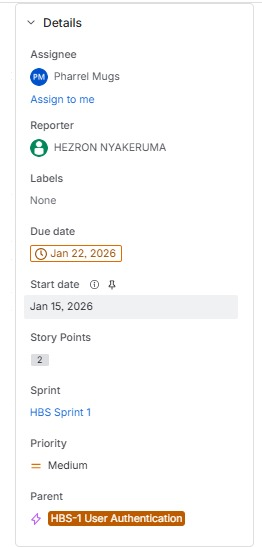 Details
Assignee
PM Pharrel Mugs
Assign to me
Reporter
HEZRON NYAKERUMA
Labels
None
Due date
Jan 22, 2026
Start date
Jan 15, 2026
Story Points
2
Sprint
HBS Sprint 1
Priority
Medium
Parent
HBS-1 User Authentication